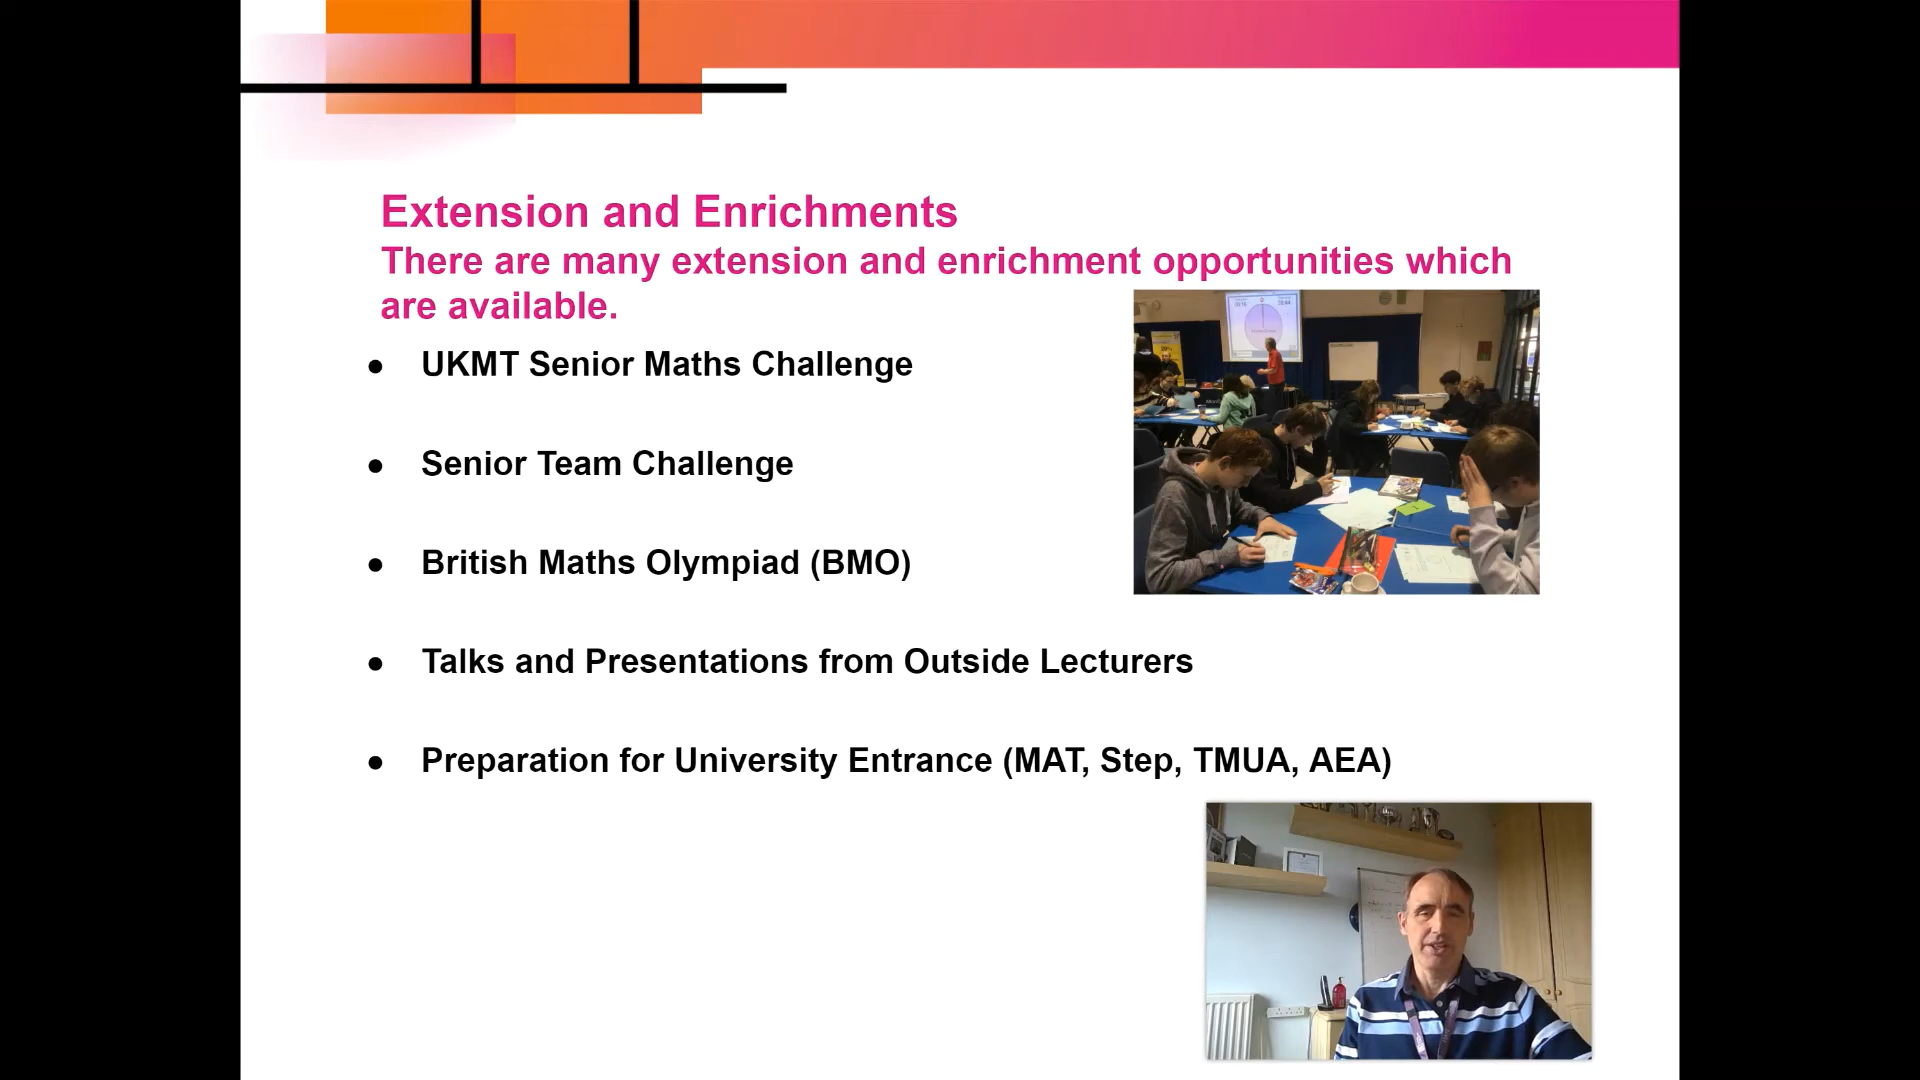 Extension and Enrichments
There are many extension and enrichment opportunities which
are available.
● UKMT Senior Maths Challenge
● Senior Team Challenge
● British Maths Olympiad (BMO)
● Talks and Presentations from Outside Lecturers
● Preparation for University Entrance (MAT, Step, TMUA, AEA)